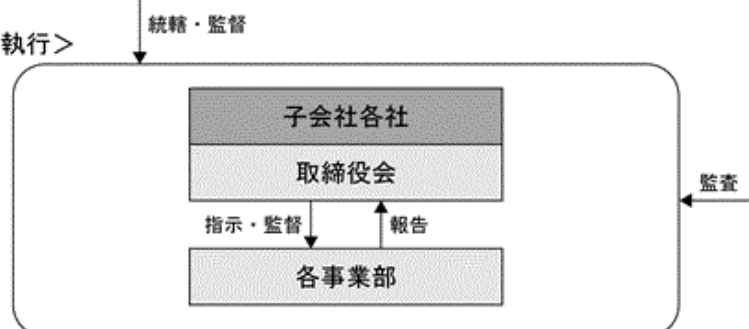 統轄・監督
執行＞
子会社各社
取締役会
監査
指示・監督
報告
各事業部